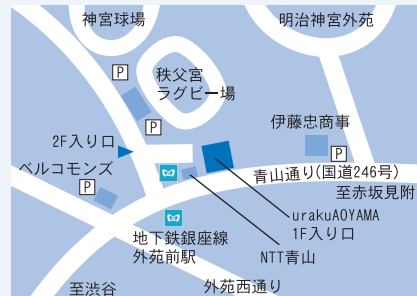 神宮球場
明治神宮外苑
P
秩父宮
ラグビー場
P
伊藤忠商事
2F入り口
P
ベルコモンズ
青山通り(国道246号)
P
至赤坂見附
urakuAOYAMA
1F入り口
地下鉄銀座線
外苑前駅
NTT青山
至渋谷
外苑西通り